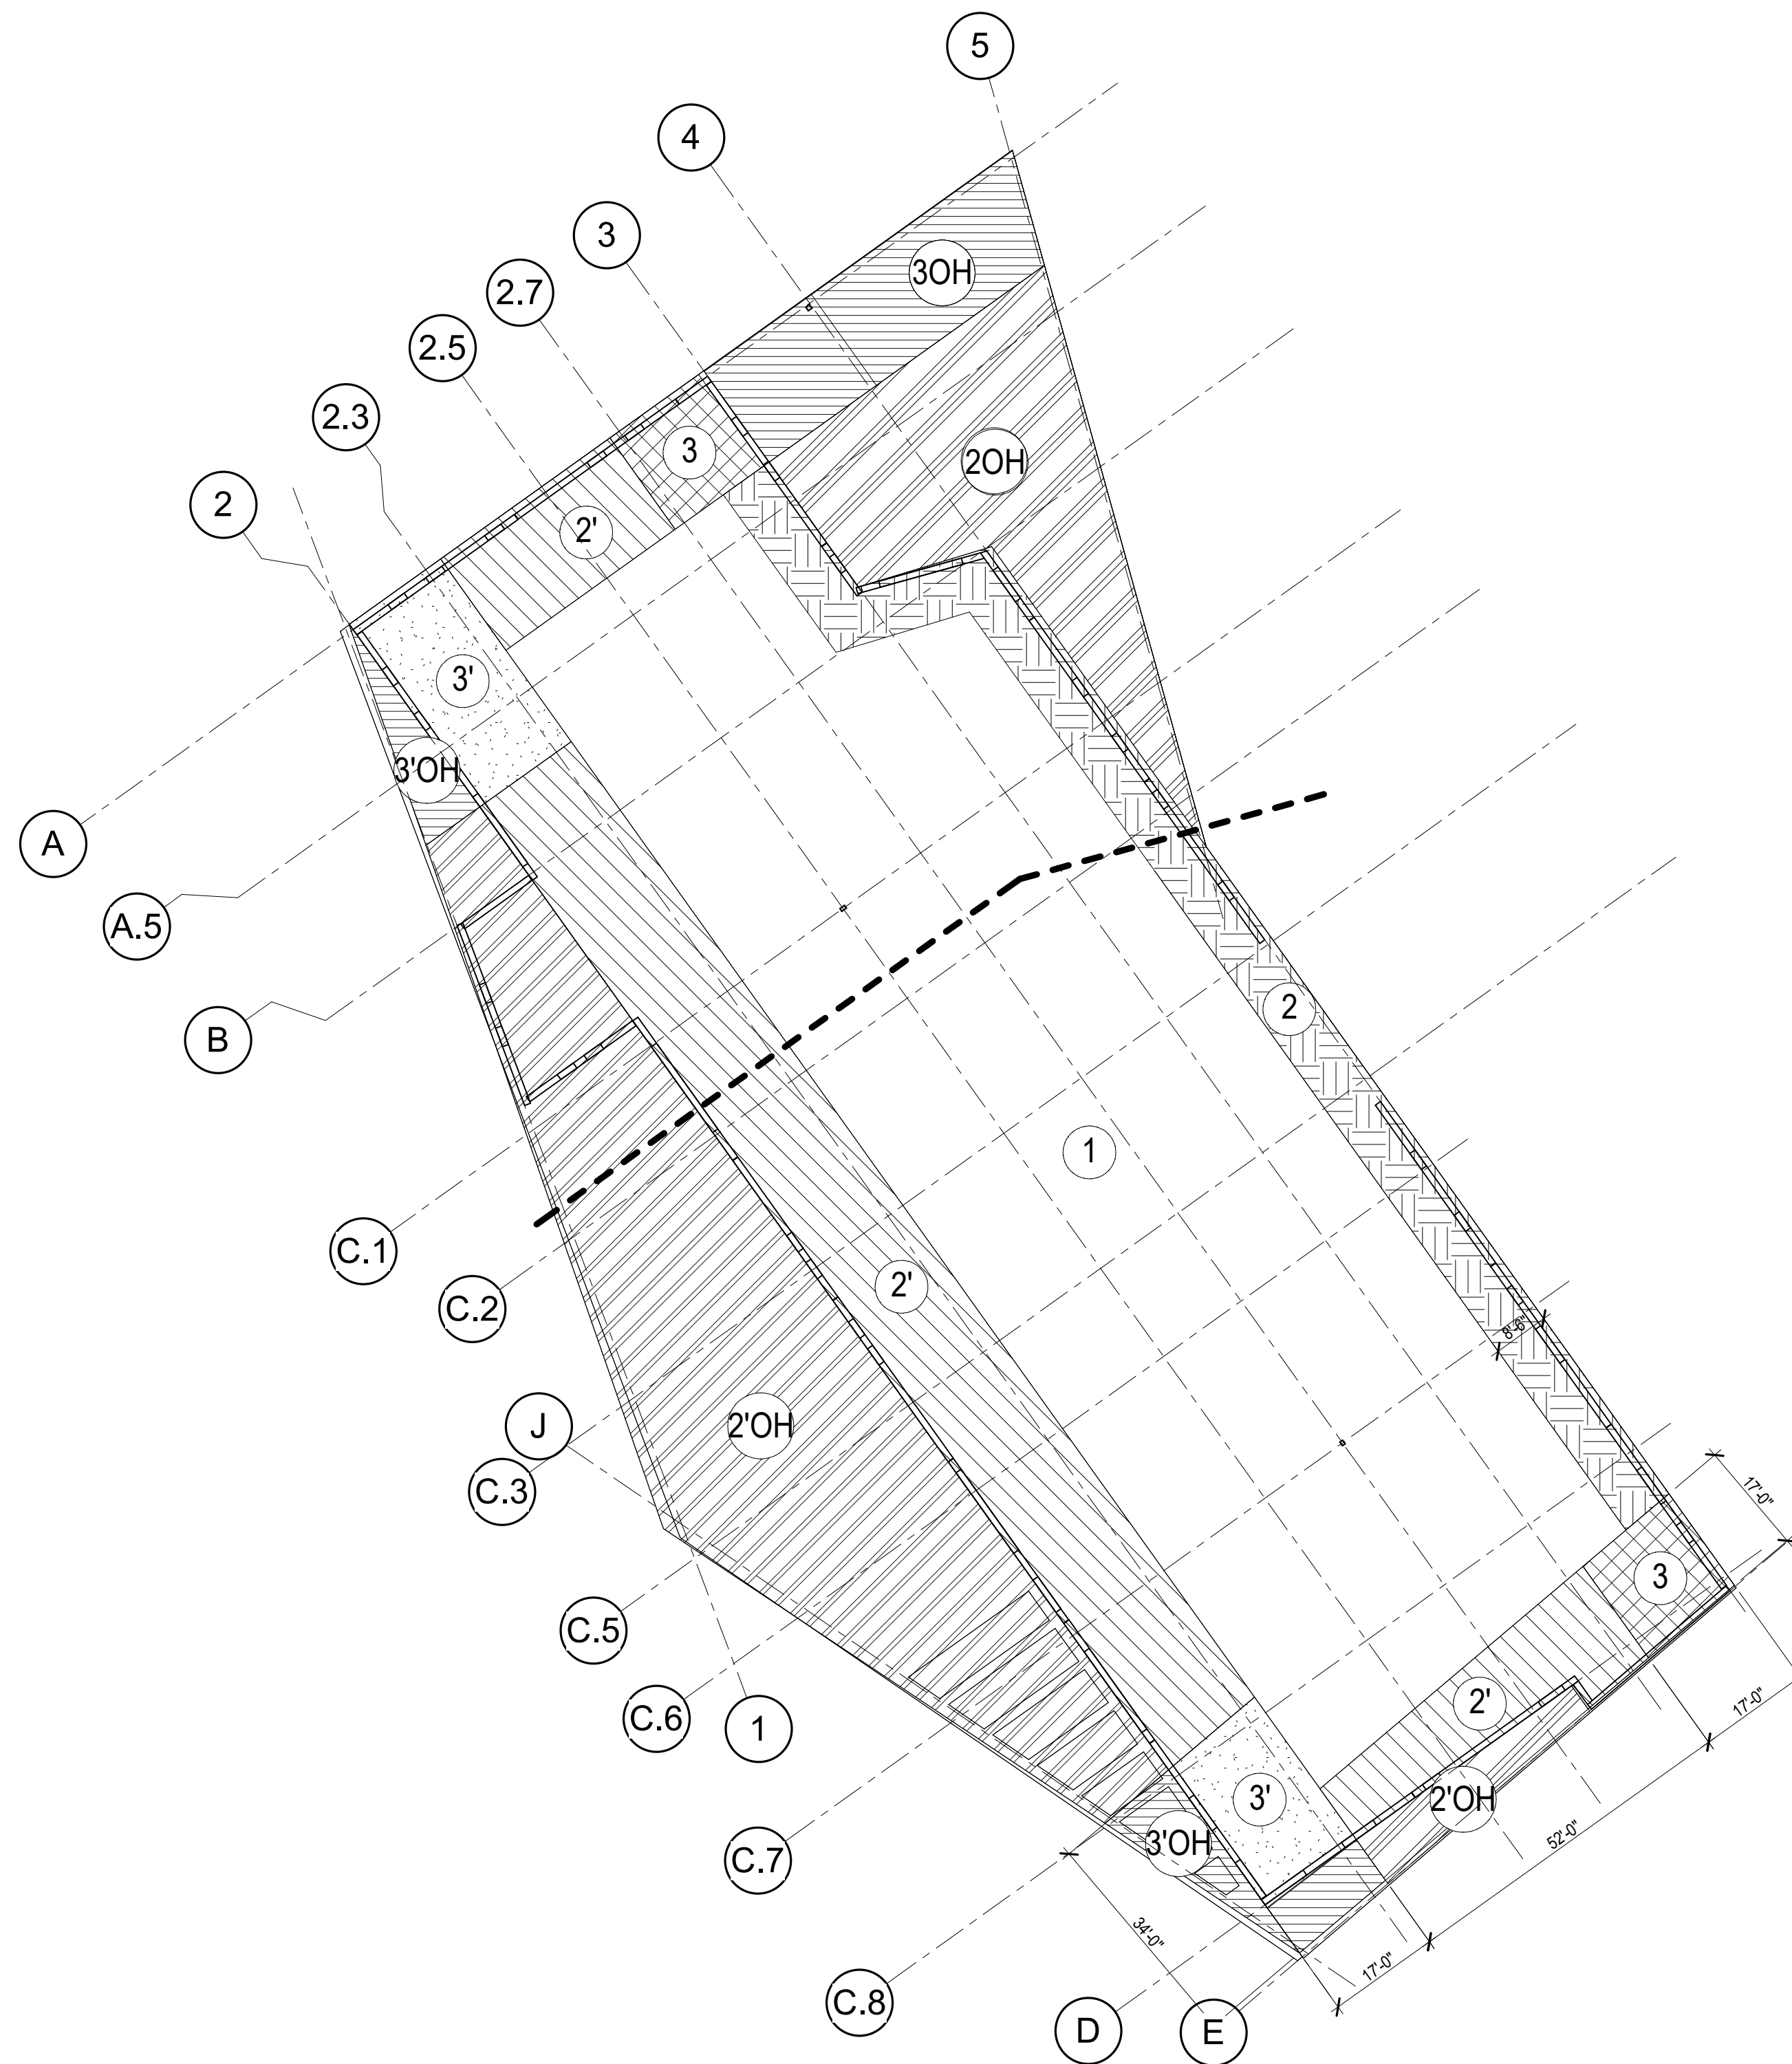 5
4
3
2.7
3OH
2.5
2.3
3
2OH
2
2'
3'
3'OH
A
A.5
2
B
1
C.1
2'
C.2
8'-6"
J
2'OH
C.3
17'-0"
3
C.5
2'
17'-0"
C.6
1
3'
2'OH
3'OH
52'-0"
C.7
34'-0"
17'-0"
C.8
D
E